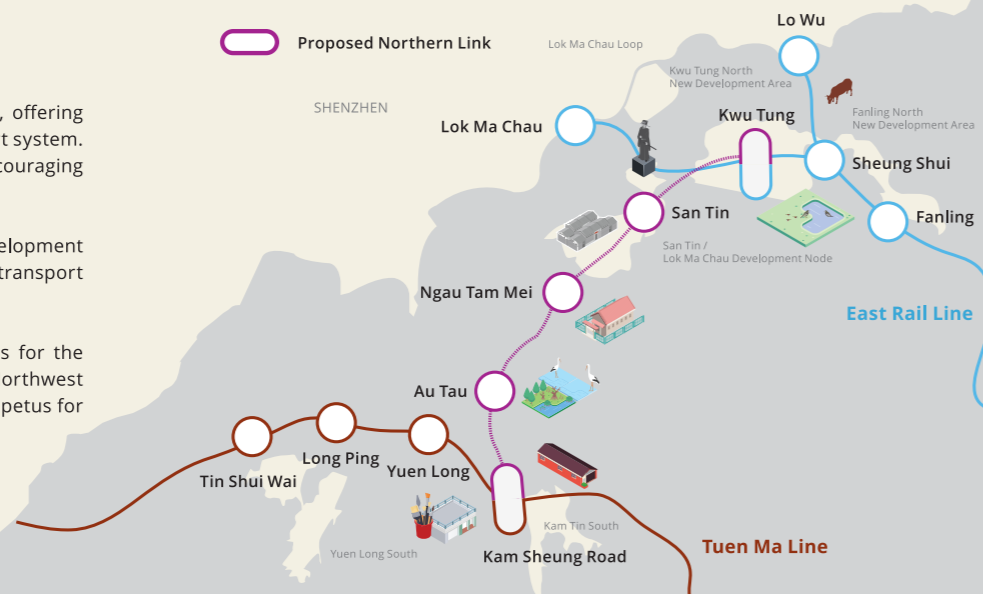 , offering
t system.
couraging
elopment
transport
s for the
orthwest
petus for
Proposed Northern Link
SHENZHEN
Lok Ma Chau Loop
Lo Wu
Kwu Tung North
New Development Area
Fanling North
New Development Area
Lok Ma Chau
Kwu Tung
Sheung Shui
San Tin
Fanling
San Tin /
Lok Ma Chau Development Node
Ngau Tam Mei
East Rail Line
Au Tau
Tin Shui Wai
Long Ping
Yuen Long
Kam Tin South
Yuen Long South
Kam Sheung Road
Tuen Ma Line